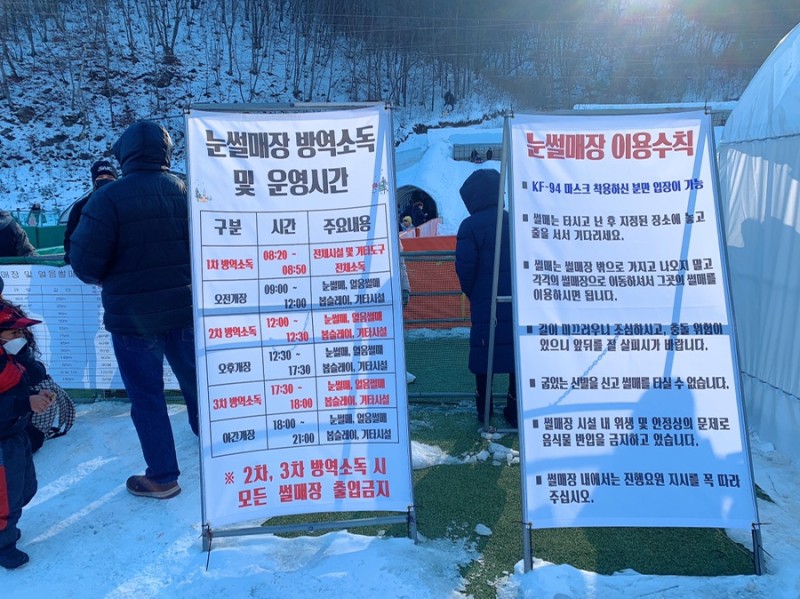 눈썰매장 방역소독
및 운영시간
구분 시간 주요내용
1차 방역소독 08:20 ~ 08:50 전체시설 및 기타도구 전체소독
오전개장 09:00 ~ 12:00 눈썰매, 얼음썰매 봅슬레이, 기타시설
2차 방역소독 12:00 ~ 12:30 눈썰매, 얼음썰매 봅슬레이, 기타시설
오후개장 12:30 ~ 17:30 눈썰매, 얼음썰매 봅슬레이, 기타시설
3차 방역소독 17:30 ~ 18:00 눈썰매, 얼음썰매 봅슬레이, 기타시설
야간개장 18:00 ~ 21:00 눈썰매, 얼음썰매 봅슬레이, 기타시설
※ 2차, 3차 방역소독 시
모든 썰매장 출입금지
눈썰매장 이용수칙
■ KF-94 마스크 착용하신 분만 입장이 가능
■ 썰매는 타시고 난 후 지정된 장소에 놓고
줄을 서서 기다리세요.
■ 썰매는 썰매장 밖으로 가지고 나오지 말고
각각의 썰매장으로 이동하셔서 그곳의 썰매를
이용하시면 됩니다.
■ 길이 미끄러우니 조심하시고, 충돌 위험이
있으니 앞뒤를 잘 살피시가 바랍니다.
■ 굽있는 신발을 신고 썰매를 타실 수 없습니다.
■ 썰매장 시설 내 위생 및 안정상의 문제로
음식물 반입을 금지하고 있습니다.
■ 썰매장 내에서는 진행요원 지시를 꼭 따라
주십시오.